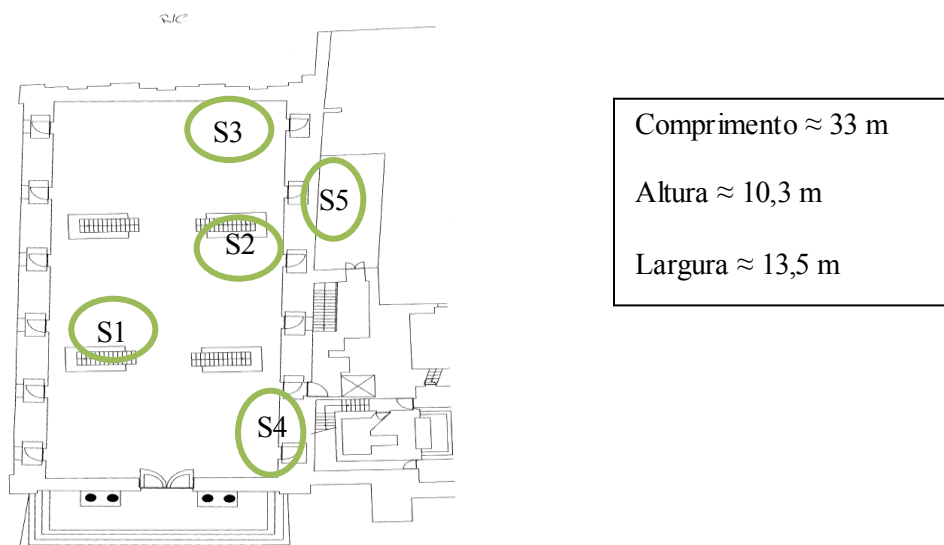 R/C
S3
S5
S2
S1
S4
Comprimento ≈ 33 m
Altura ≈ 10,3 m
Largura ≈ 13,5 m